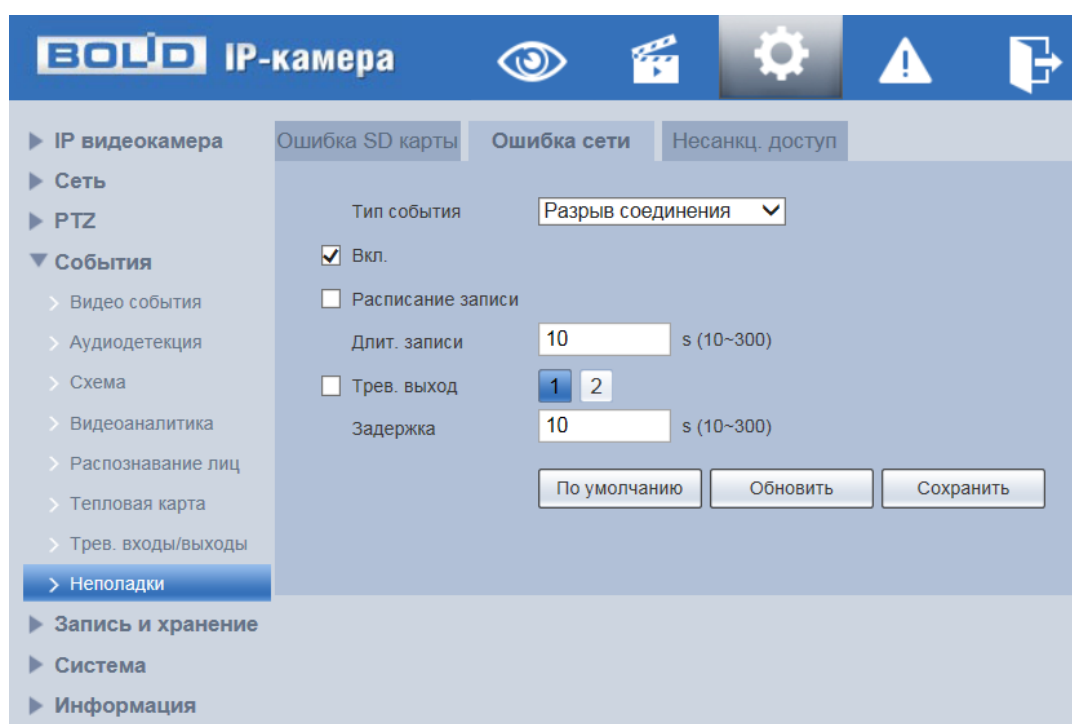 BOLID IP-камера
IP видеокамера
Сеть
PTZ
События
Видео события
Аудиодетекция
Схема
Видеоаналитика
Распознавание лиц
Тепловая карта
Трев. входы/выходы
Неполадки
Запись и хранение
Система
Информация
Ошибка SD карты Ошибка сети Несанкц. доступ
Тип события Разрыв соединения
Вкл.
Расписание записи
Длит. записи 10 s (10~300)
Трев. выход 1 2
Задержка 10 s (10~300)
По умолчанию Обновить Сохранить